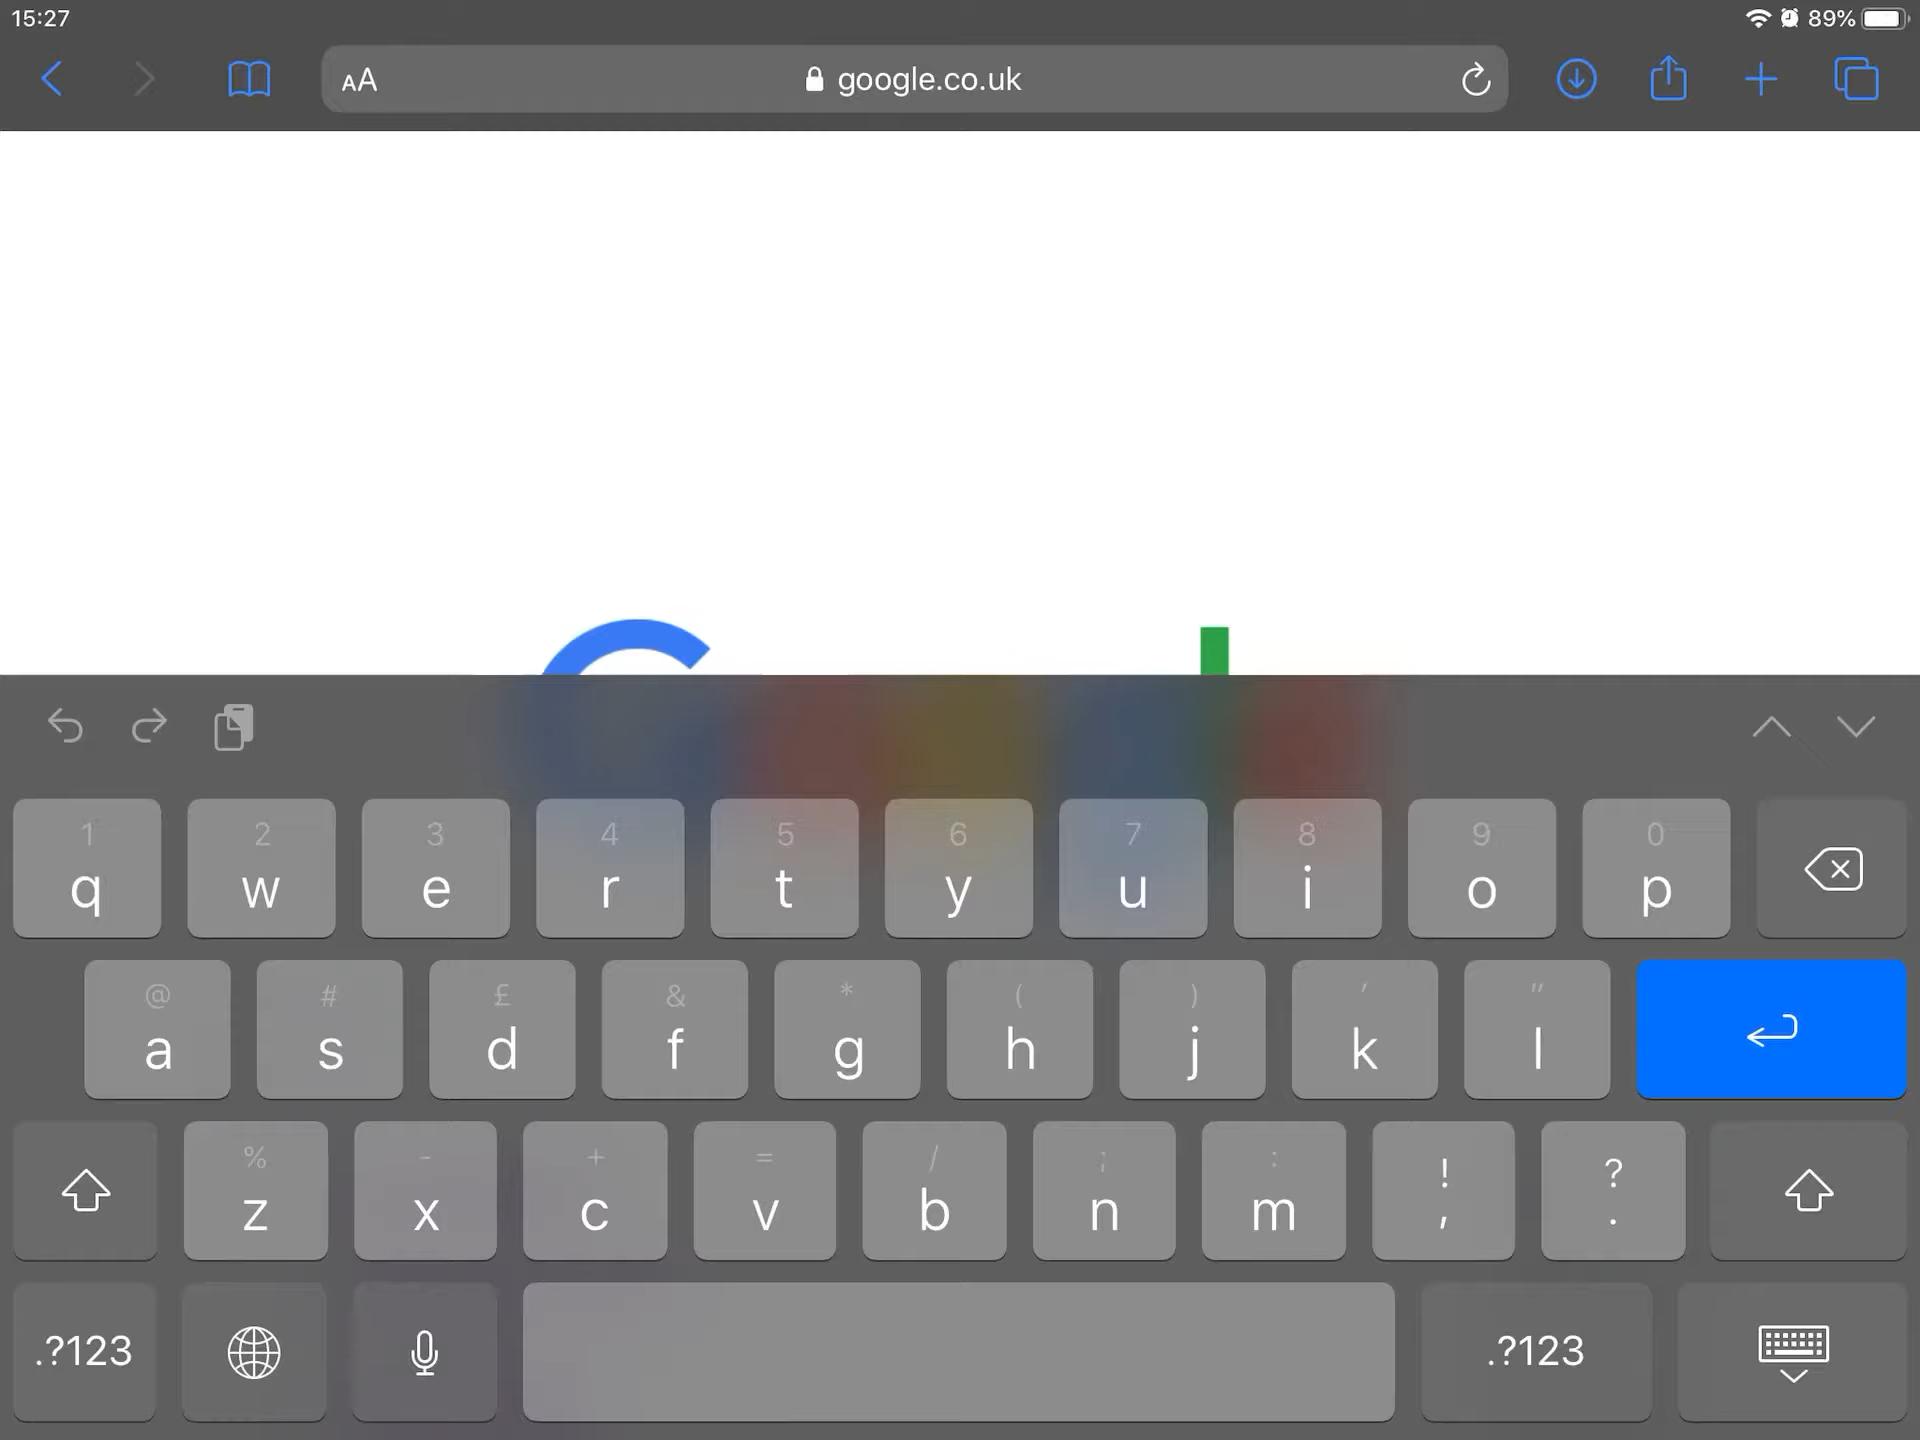 15:27
89%
AA
google.co.uk
1 2 3 4 5 6 7 8 9 0
q w e r t y u i o p
@ # £ & * ( ) ' "
a s d f g h j k l
% - + = / ; : ! ?
z x c v b n m , .
.?123 .?123